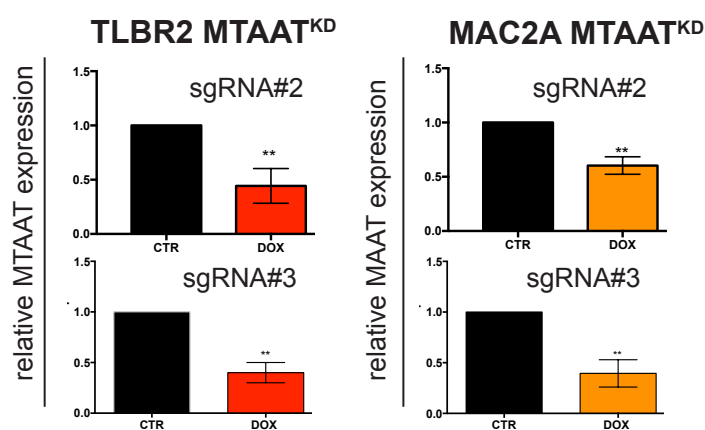 TLBR2 MTAAT^KD
relative MTAAT expression
sgRNA#2
1.5
1.0
0.5
0.0
**
CTR DOX
sgRNA#3
1.5
1.0
0.5
0.0
**
CTR DOX
MAC2A MTAAT^KD
relative MAAT expression
sgRNA#2
1.5
1.0
0.5
0.0
**
CTR DOX
sgRNA#3
1.5
1.0
0.5
0.0
**
CTR DOX